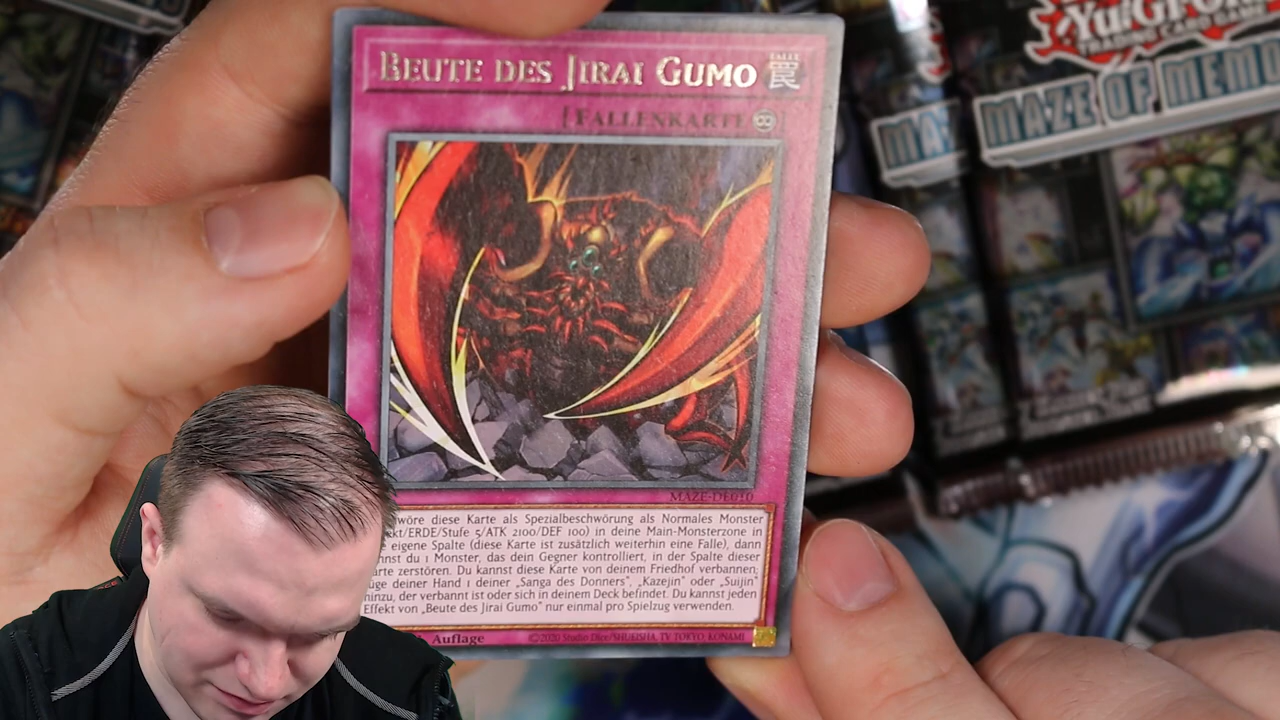 Beute des Jirai Gumo
FALLE
罠
[Fallenkarte]
MAZE-DE010
wöre diese Karte als Spezialbeschwörung als Normales Monster
kt/ERDE/Stufe 5/ATK 2100/DEF 100) in deine Main-Monsterzone in
e eigene Spalte (diese Karte ist zusätzlich weiterhin eine Falle), dann
nnst du 1 Monster, das dein Gegner kontrolliert, in der Spalte dieser
arte zerstören. Du kannst diese Karte von deinem Friedhof verbannen;
üge deiner Hand 1 deiner „Sanga des Donners", „Kazejin" oder „Suijin"
hinzu, der verbannt ist oder sich in deinem Deck befindet. Du kannst jeden
Effekt von „Beute des Jirai Gumo" nur einmal pro Spielzug verwenden.
Auflage
©2020 Studio Dice/SHUEISHA, TV TOKYO, KONAMI
Yu-Gi-Oh!
TRADING CARD GAME
MAZE OF MEMO
MA